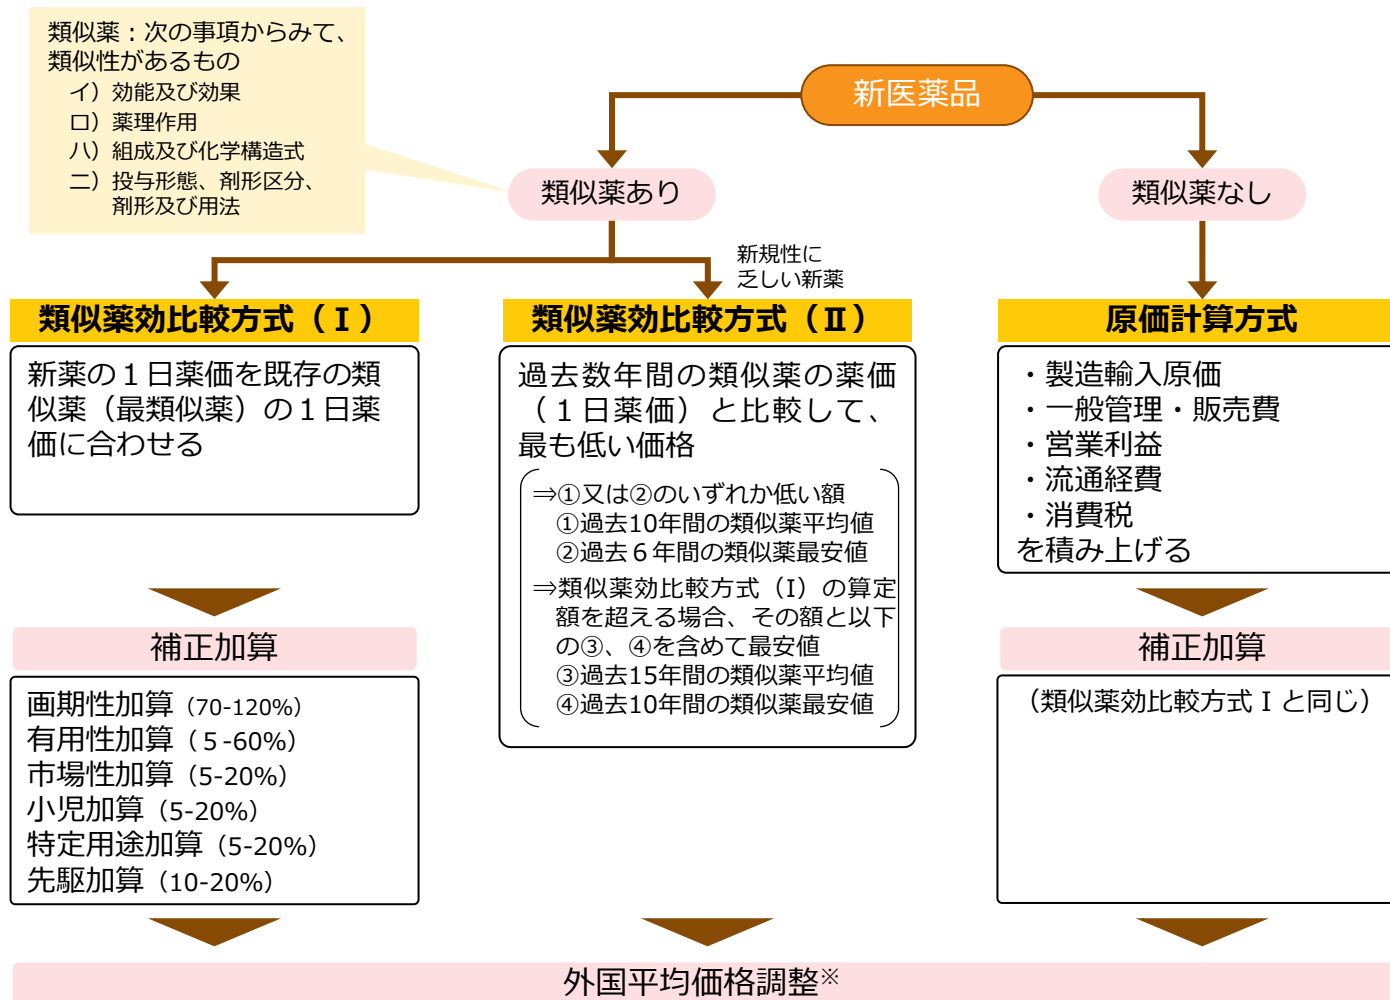 類似薬：次の事項からみて、
類似性があるもの
イ）効能及び効果
ロ）薬理作用
ハ）組成及び化学構造式
ニ）投与形態、剤形区分、
剤形及び用法
新医薬品
類似薬あり
類似薬なし
新規性に
乏しい新薬
類似薬効比較方式（Ⅰ）
新薬の１日薬価を既存の類
似薬（最類似薬）の１日薬
価に合わせる
補正加算
画期性加算（70-120%）
有用性加算（５-60%）
市場性加算（5-20%）
小児加算（5-20%）
特定用途加算（5-20%）
先駆加算（10-20%）
類似薬効比較方式（Ⅱ）
過去数年間の類似薬の薬価
（１日薬価）と比較して、
最も低い価格
⇒①又は②のいずれか低い額
①過去10年間の類似薬平均値
②過去６年間の類似薬最安値
⇒類似薬効比較方式（I）の算定
額を超える場合、その額と以下
の③、④を含めて最安値
③過去15年間の類似薬平均値
④過去10年間の類似薬最安値
原価計算方式
・製造輸入原価
・一般管理・販売費
・営業利益
・流通経費
・消費税
を積み上げる
補正加算
（類似薬効比較方式Ⅰと同じ）
外国平均価格調整※